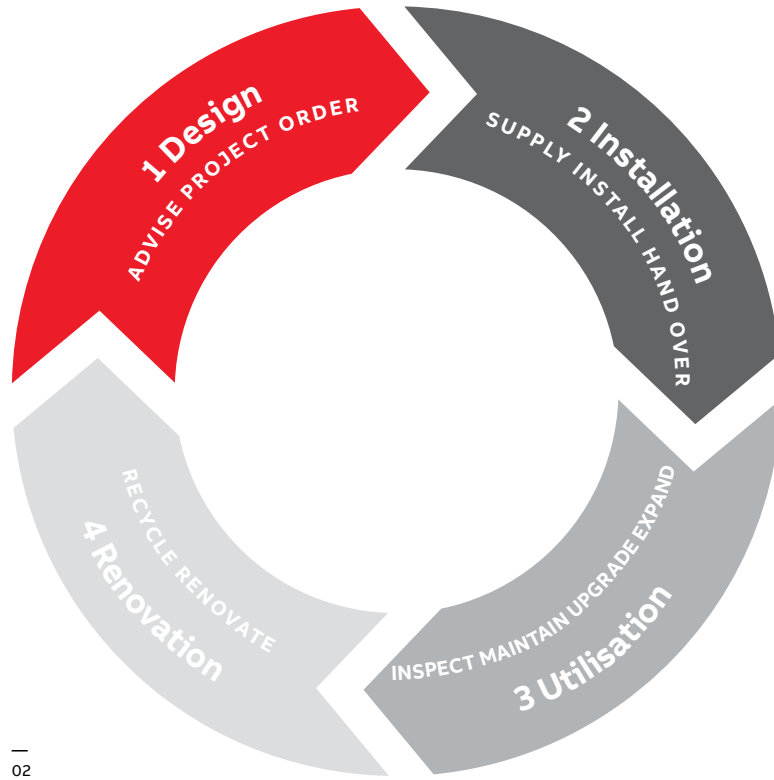 1 Design
ADVISE PROJECT ORDER
2 Installation
SUPPLY INSTALL HAND OVER
3 Utilisation
INSPECT MAINTAIN UPGRADE EXPAND
4 Renovation
RECYCLE RENOVATE
—
02